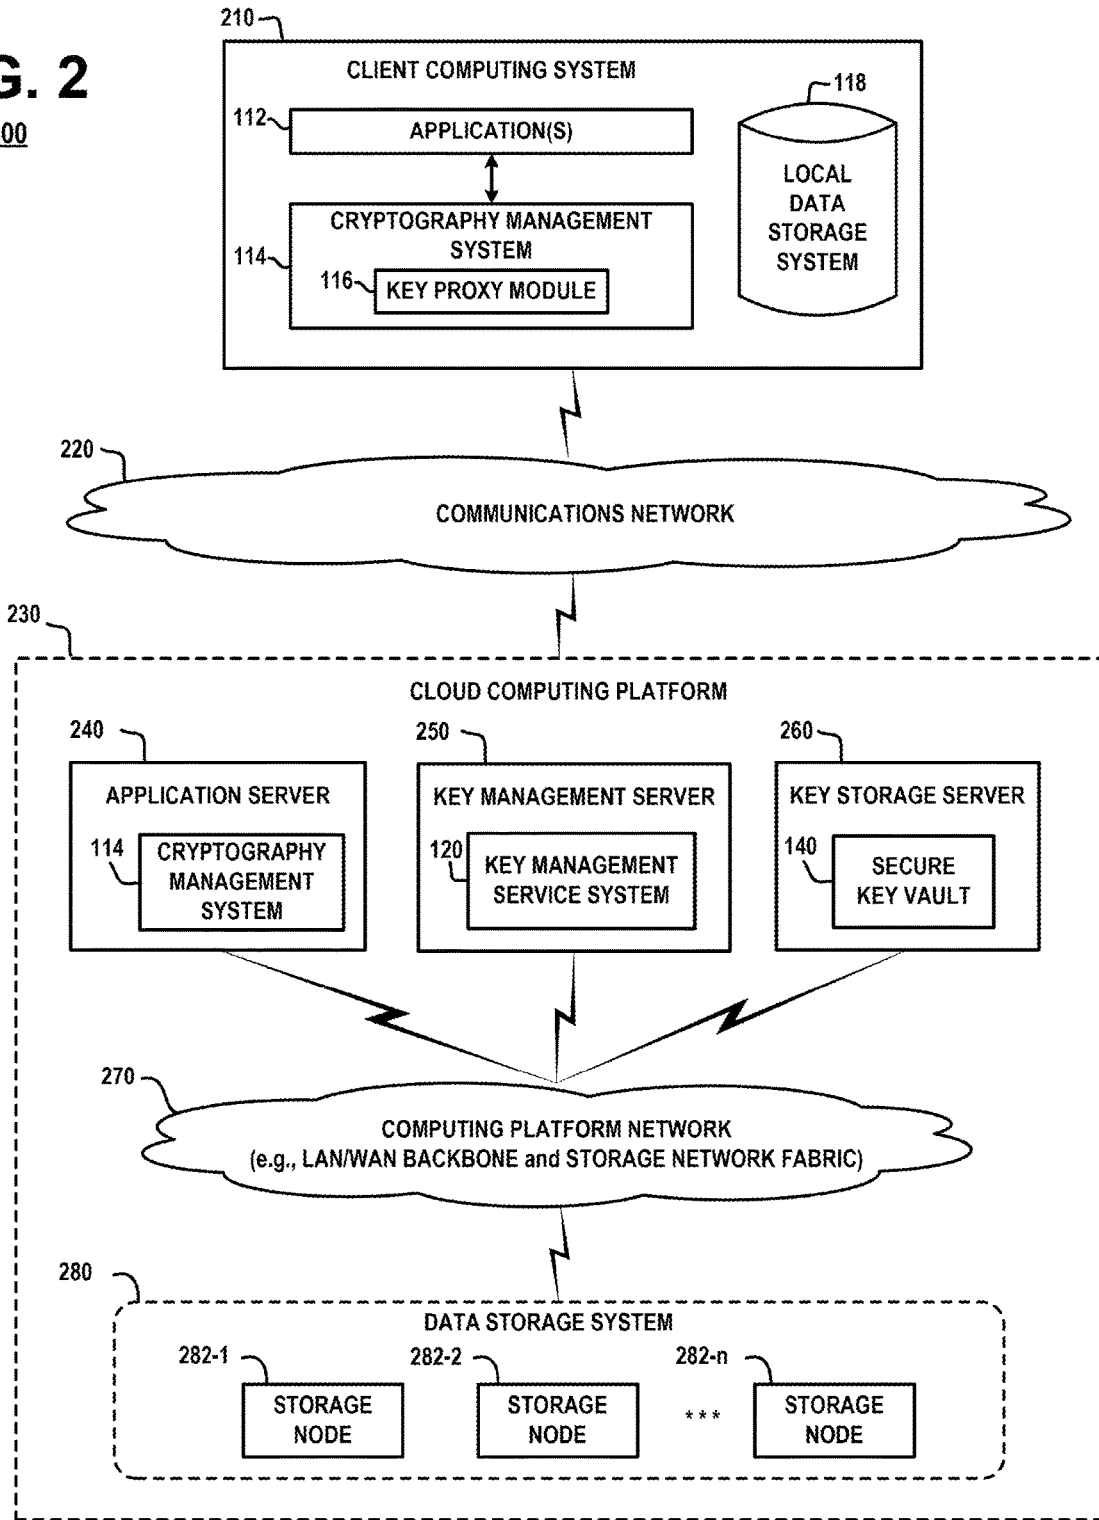 G. 2
00
210
CLIENT COMPUTING SYSTEM
112
APPLICATION(S)
118
LOCAL
DATA
STORAGE
SYSTEM
CRYPTOGRAPHY MANAGEMENT
SYSTEM
114
116
KEY PROXY MODULE
220
COMMUNICATIONS NETWORK
230
CLOUD COMPUTING PLATFORM
240
APPLICATION SERVER
114
CRYPTOGRAPHY
MANAGEMENT
SYSTEM
250
KEY MANAGEMENT SERVER
120
KEY MANAGEMENT
SERVICE SYSTEM
260
KEY STORAGE SERVER
140
SECURE
KEY VAULT
270
COMPUTING PLATFORM NETWORK
(e.g., LAN/WAN BACKBONE and STORAGE NETWORK FABRIC)
280
DATA STORAGE SYSTEM
282-1
STORAGE
NODE
282-2
STORAGE
NODE
***
282-n
STORAGE
NODE